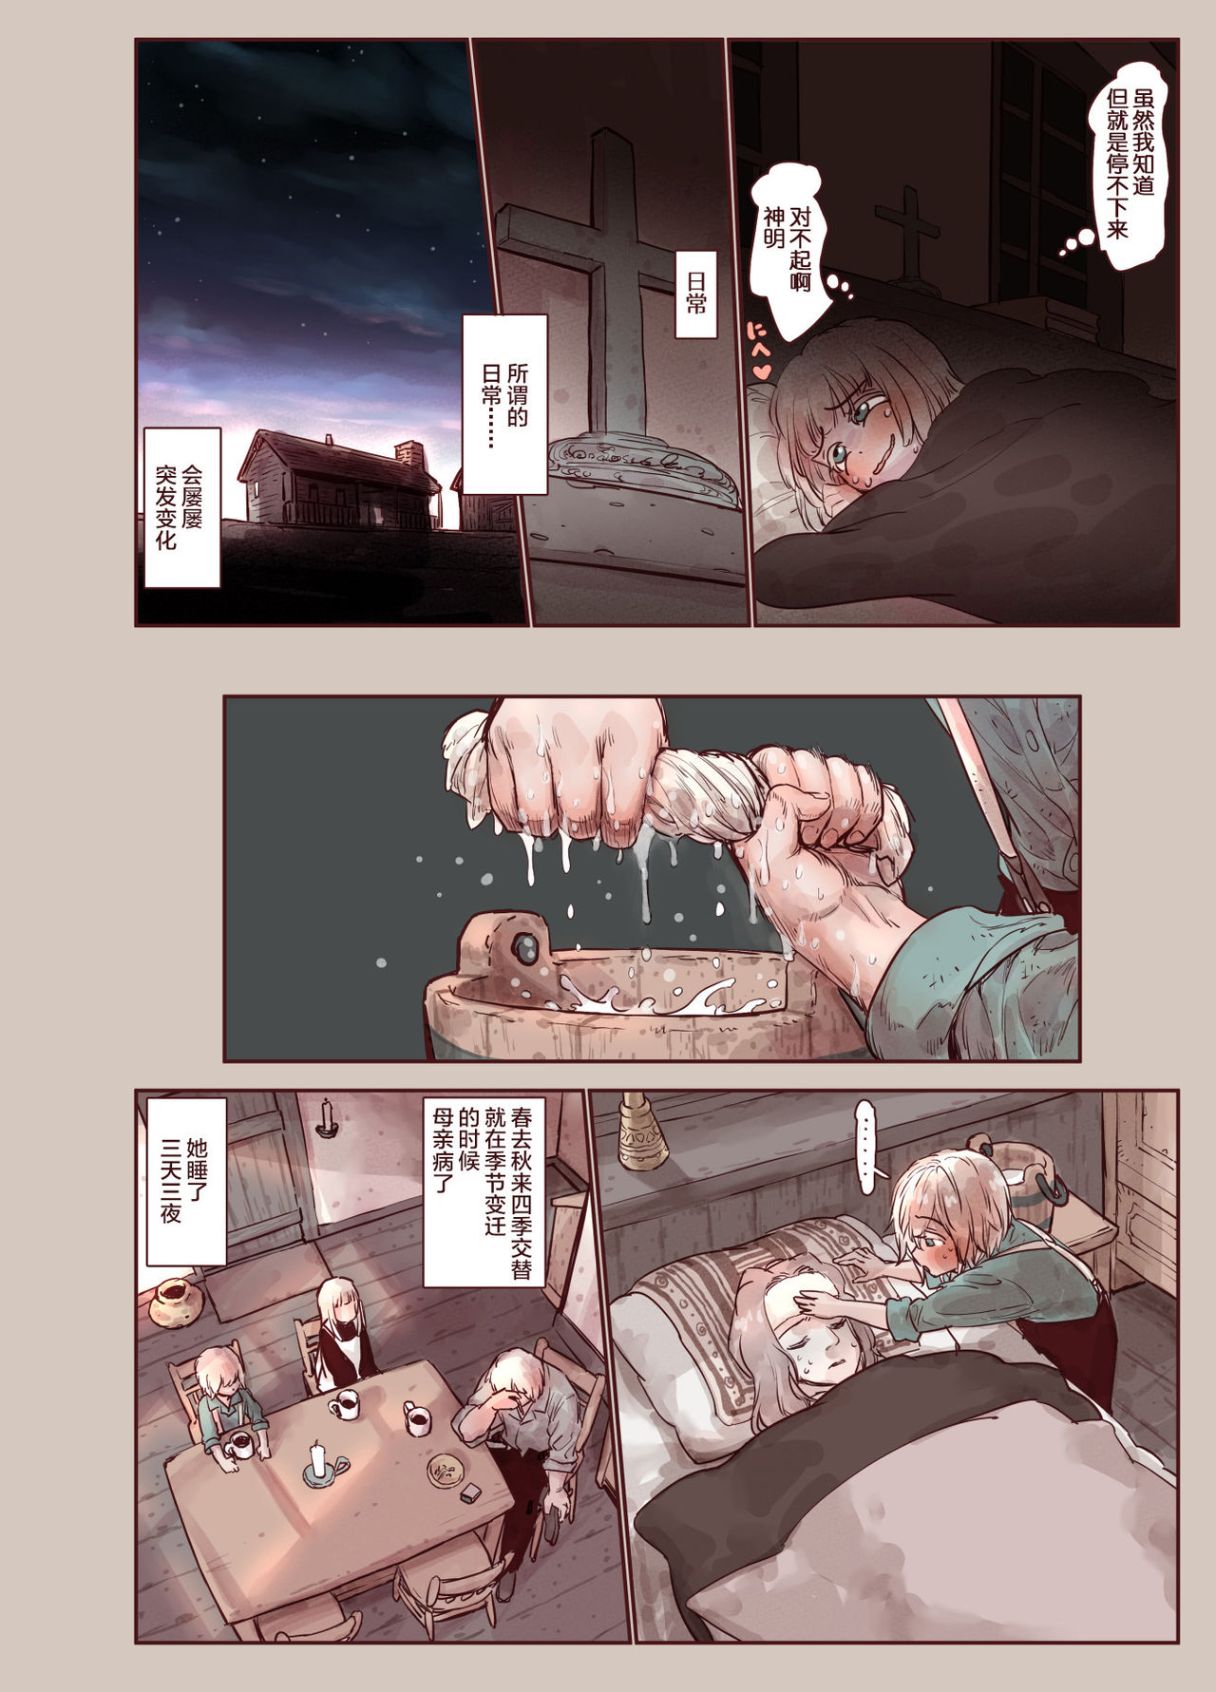 虽然我知道
但就是停不下来
对不起啊
神明
にへ♥
日常
所谓的
日常……
会屡屡
突发变化
……
春去秋来四季交替
就在季节变迁
的时候
母亲病了
她睡了
三天三夜